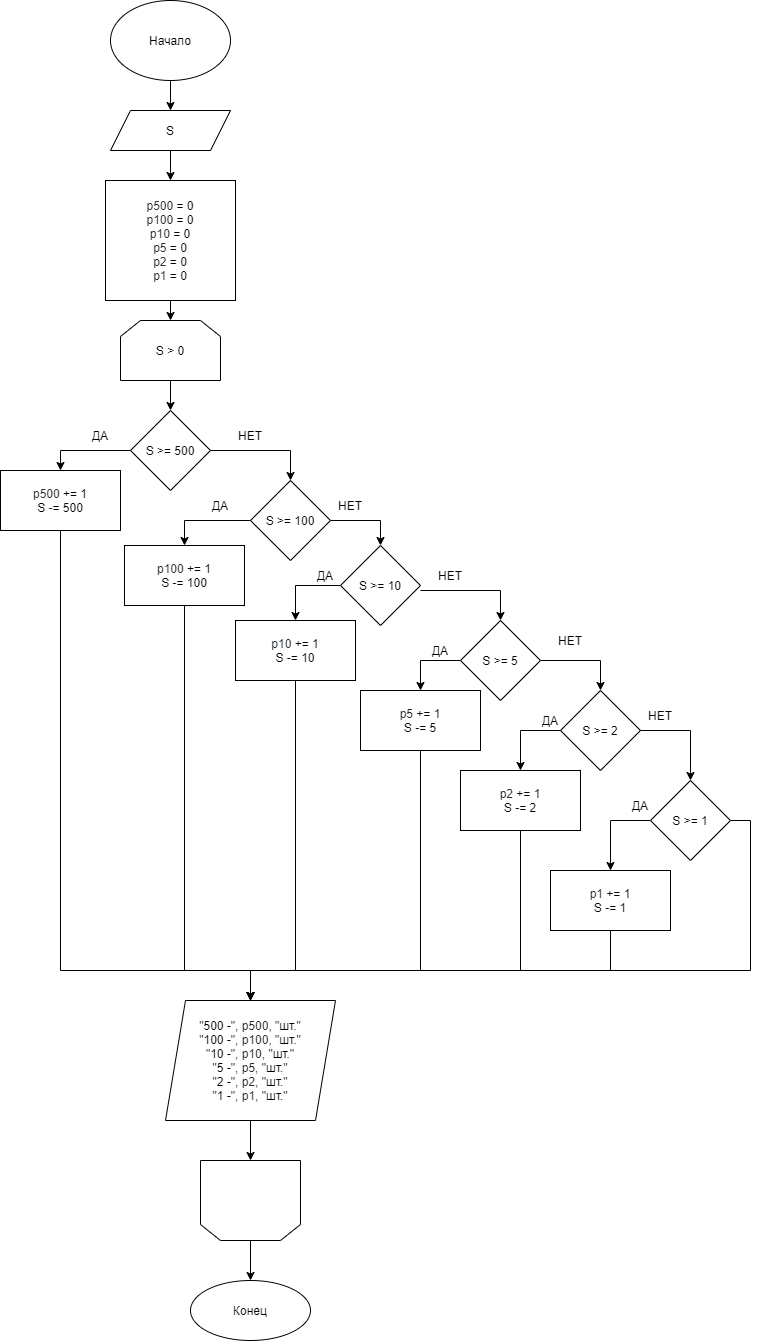 Начало
S
p500 = 0
p100 = 0
p10 = 0
p5 = 0
p2 = 0
p1 = 0
S > 0
ДА
НЕТ
S >= 500
p500 += 1
S -= 500
ДА
НЕТ
S >= 100
p100 += 1
S -= 100
ДА
НЕТ
S >= 10
p10 += 1
S -= 10
ДА
НЕТ
S >= 5
p5 += 1
S -= 5
ДА
НЕТ
S >= 2
p2 += 1
S -= 2
ДА
S >= 1
p1 += 1
S -= 1
"500 -", p500, "шт."
"100 -", p100, "шт."
"10 -", p10, "шт."
"5 -", p5, "шт."
"2 -", p2, "шт."
"1 -", p1, "шт."
Конец